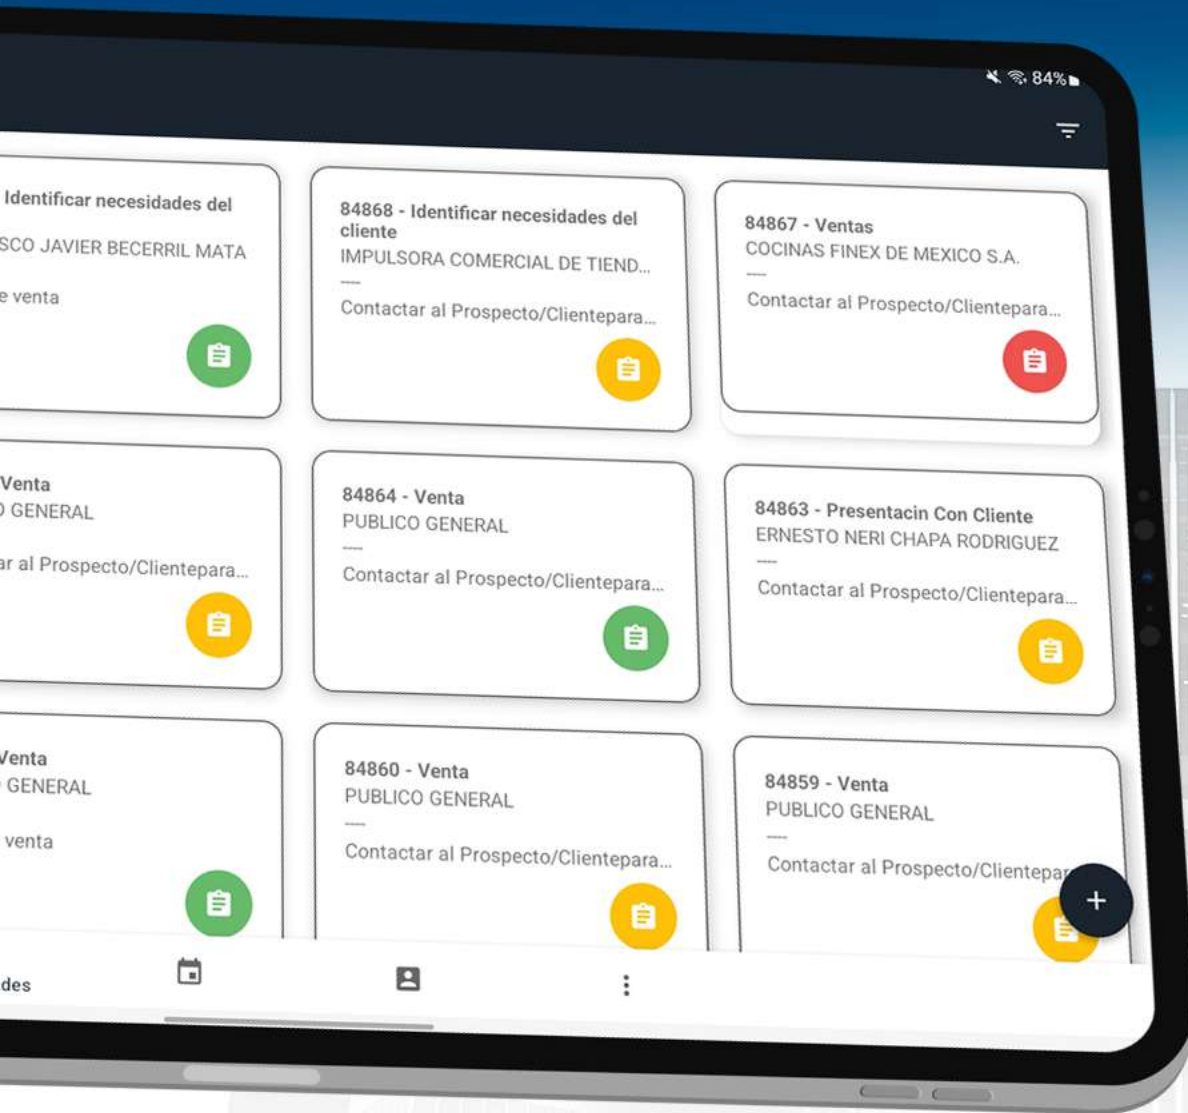 84%
Identificar necesidades del
SCO JAVIER BECERRIL MATA
e venta
84868 - Identificar necesidades del
cliente
IMPULSORA COMERCIAL DE TIEND...
----
Contactar al Prospecto/Clientepara...
84867 - Ventas
COCINAS FINEX DE MEXICO S.A.
----
Contactar al Prospecto/Clientepara...
Venta
O GENERAL
ar al Prospecto/Clientepara...
84864 - Venta
PUBLICO GENERAL
----
Contactar al Prospecto/Clientepara...
84863 - Presentacin Con Cliente
ERNESTO NERI CHAPA RODRIGUEZ
----
Contactar al Prospecto/Clientepara...
Venta
GENERAL
venta
84860 - Venta
PUBLICO GENERAL
----
Contactar al Prospecto/Clientepara...
84859 - Venta
PUBLICO GENERAL
----
Contactar al Prospecto/Clientepar
des